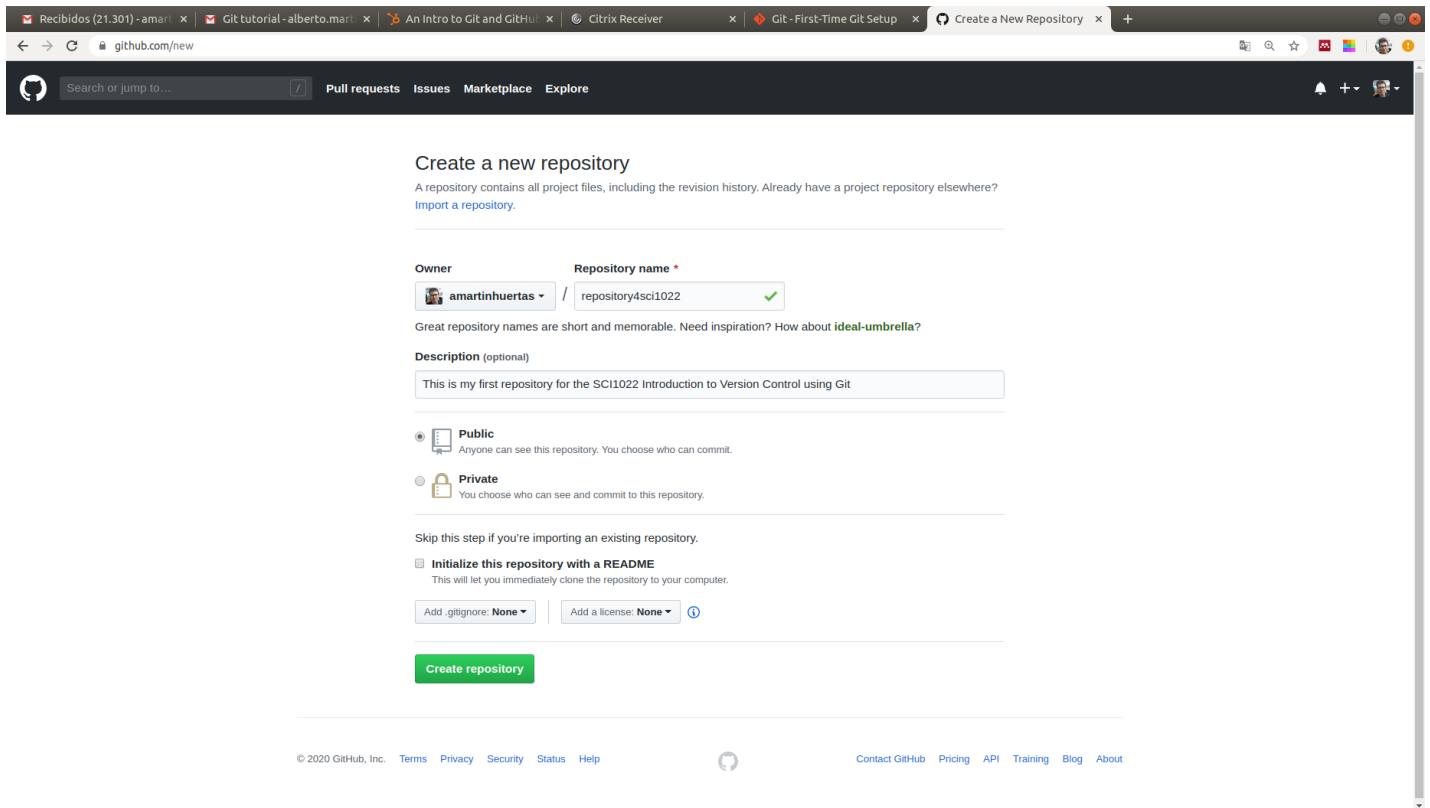 Recibidos (21.301) - amart
Git tutorial - alberto.mart
An Intro to Git and GitHub
Citrix Receiver
Git - First-Time Git Setup
Create a New Repository
github.com/new
Search or jump to…
/
Pull requests
Issues
Marketplace
Explore
Create a new repository
A repository contains all project files, including the revision history. Already have a project repository elsewhere?
Import a repository.
Owner
Repository name *
amartinhuertas
/
repository4sci1022
Great repository names are short and memorable. Need inspiration? How about ideal-umbrella?
Description (optional)
This is my first repository for the SCI1022 Introduction to Version Control using Git
Public
Anyone can see this repository. You choose who can commit.
Private
You choose who can see and commit to this repository.
Skip this step if you're importing an existing repository.
Initialize this repository with a README
This will let you immediately clone the repository to your computer.
Add .gitignore: None
Add a license: None
Create repository
© 2020 GitHub, Inc.
Terms
Privacy
Security
Status
Help
Contact GitHub
Pricing
API
Training
Blog
About